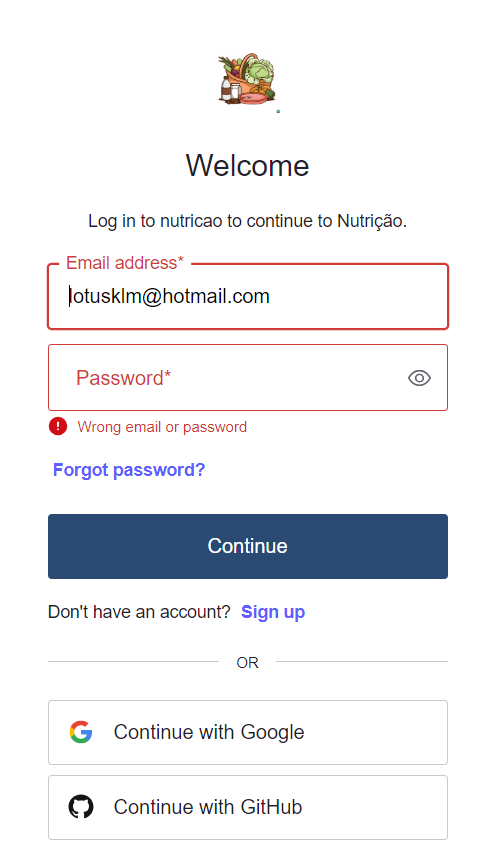 Welcome
Log in to nutricao to continue to Nutrição.
Email address*
lotusklm@hotmail.com
Password*
Wrong email or password
Forgot password?
Continue
Don't have an account? Sign up
OR
Continue with Google
Continue with GitHub